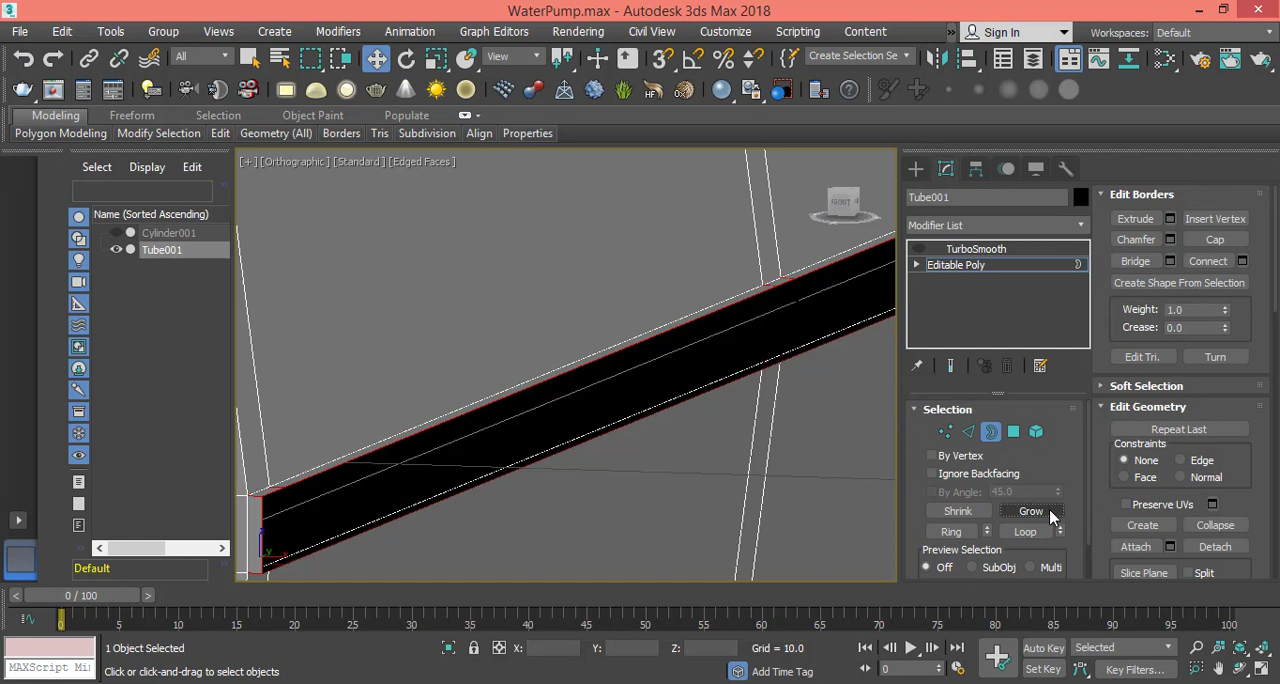 WaterPump.max - Autodesk 3ds Max 2018
File Edit Tools Group Views Create Modifiers Animation Graph Editors Rendering Civil View Customize Scripting Content Sign In Workspaces: Default
All View Create Selection Se
Modeling Freeform Selection Object Paint Populate
Polygon Modeling Modify Selection Edit Geometry (All) Borders Tris Subdivision Align Properties
Select Display Edit
Name (Sorted Ascending)
Cylinder001
Tube001
Default
[+] [Orthographic ] [Standard ] [Edged Faces ]
FRONT
Tube001
Modifier List
TurboSmooth
Editable Poly
Selection
By Vertex
Ignore Backfacing
By Angle: 45.0
Shrink Grow
Ring Loop
Preview Selection
Off SubObj Multi
Edit Borders
Extrude Insert Vertex
Chamfer Cap
Bridge Connect
Create Shape From Selection
Weight: 1.0
Crease: 0.0
Edit Tri. Turn
Soft Selection
Edit Geometry
Repeat Last
Constraints
None Edge
Face Normal
Preserve UVs
Create Collapse
Attach Detach
Slice Plane Split
0 / 100
0 5 10 15 20 25 30 35 40 45 50 55 60 65 70 75 80 85 90 95 100
1 Object Selected X: Y: Z: Grid = 10.0 Auto Key Selected
MAXScript Mi: Click or click-and-drag to select objects Add Time Tag 0 Set Key Key Filters...